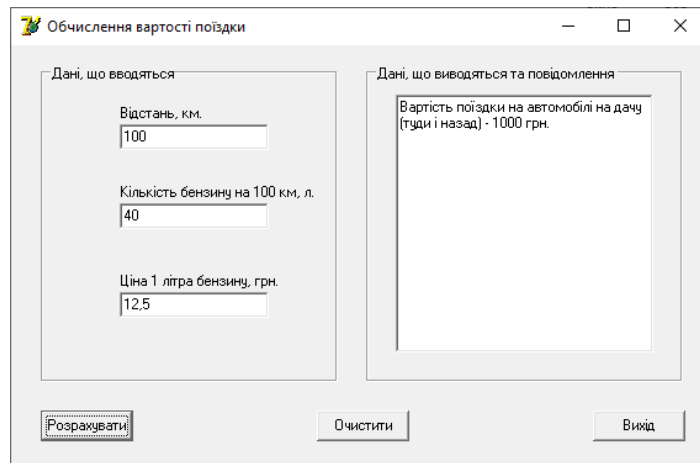 Обчислення вартості поїздки
Дані, що вводяться
Відстань, км.
100
Кількість бензину на 100 км, л.
40
Ціна 1 літра бензину, грн.
12,5
Дані, що виводяться та повідомлення
Вартість поїздки на автомобілі на дачу
(туди і назад) - 1000 грн.
Розрахувати
Очистити
Вихід